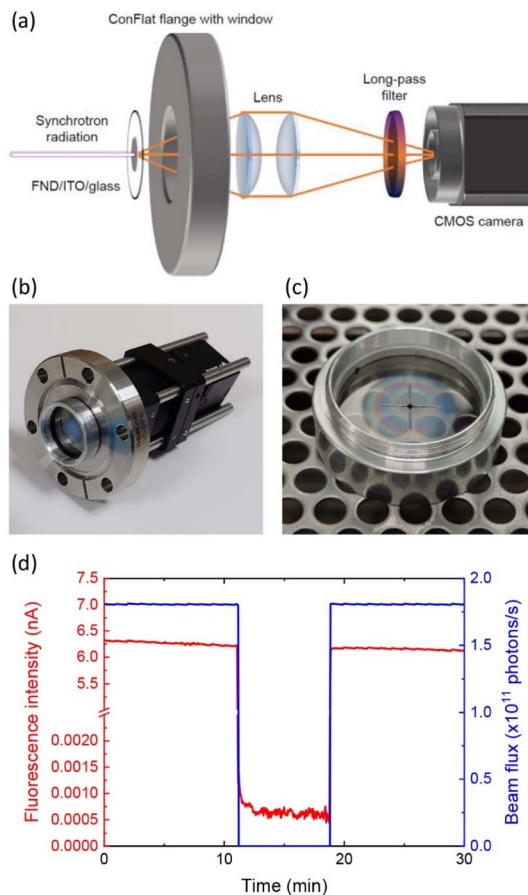 (a)
ConFlat flange with window
Long-pass
filter
Lens
Synchrotron
radiation
FND/ITO/glass
CMOS camera
(b)
(c)
(d)
Fluorescence intensity (nA)
7.5
7.0
6.5
6.0
5.5
0.0020
0.0015
0.0010
0.0005
0.0000
2.0
1.5
1.0
0.5
0.0
Beam flux (x10¹¹ photons/s)
0 10 20 30
Time (min)